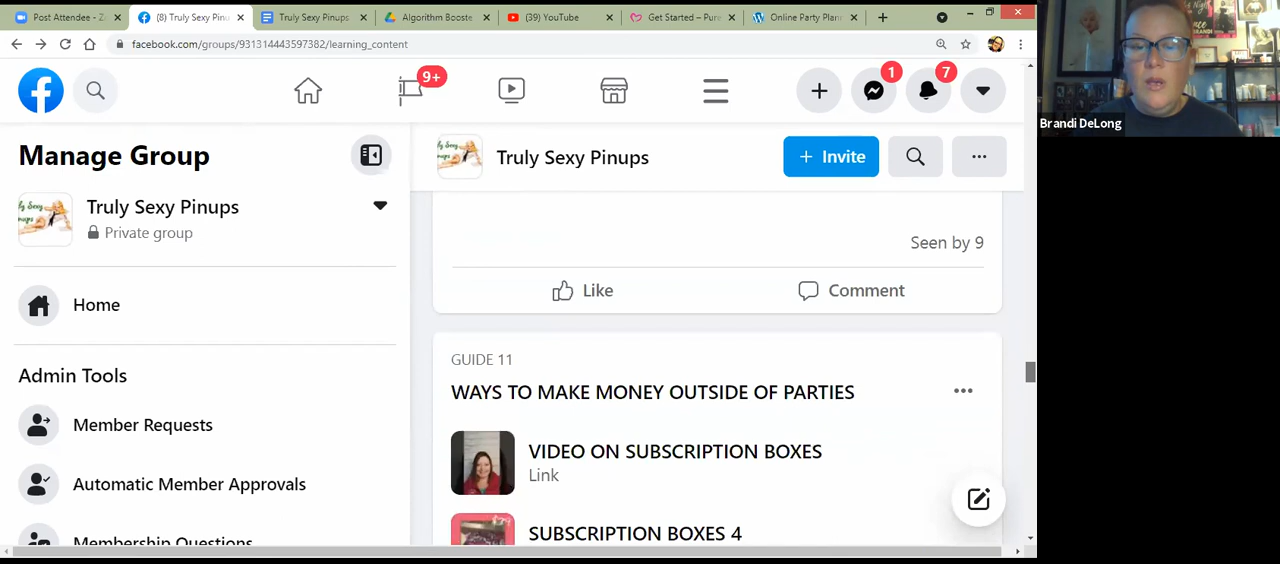 Post Attendee - Z
(8) Truly Sexy Pinu
Truly Sexy Pinups
Algorithm Booste
(39) YouTube
Get Started – Pure
Online Party Plann
facebook.com/groups/931314443597382/learning_content
9+
1
7
Manage Group
Truly Sexy Pinups
+ Invite
Truly Sexy Pinups
Private group
Seen by 9
Like
Comment
Home
GUIDE 11
WAYS TO MAKE MONEY OUTSIDE OF PARTIES
Admin Tools
Member Requests
VIDEO ON SUBSCRIPTION BOXES
Link
Automatic Member Approvals
SUBSCRIPTION BOXES 4
Membership Questions
Brandi DeLong